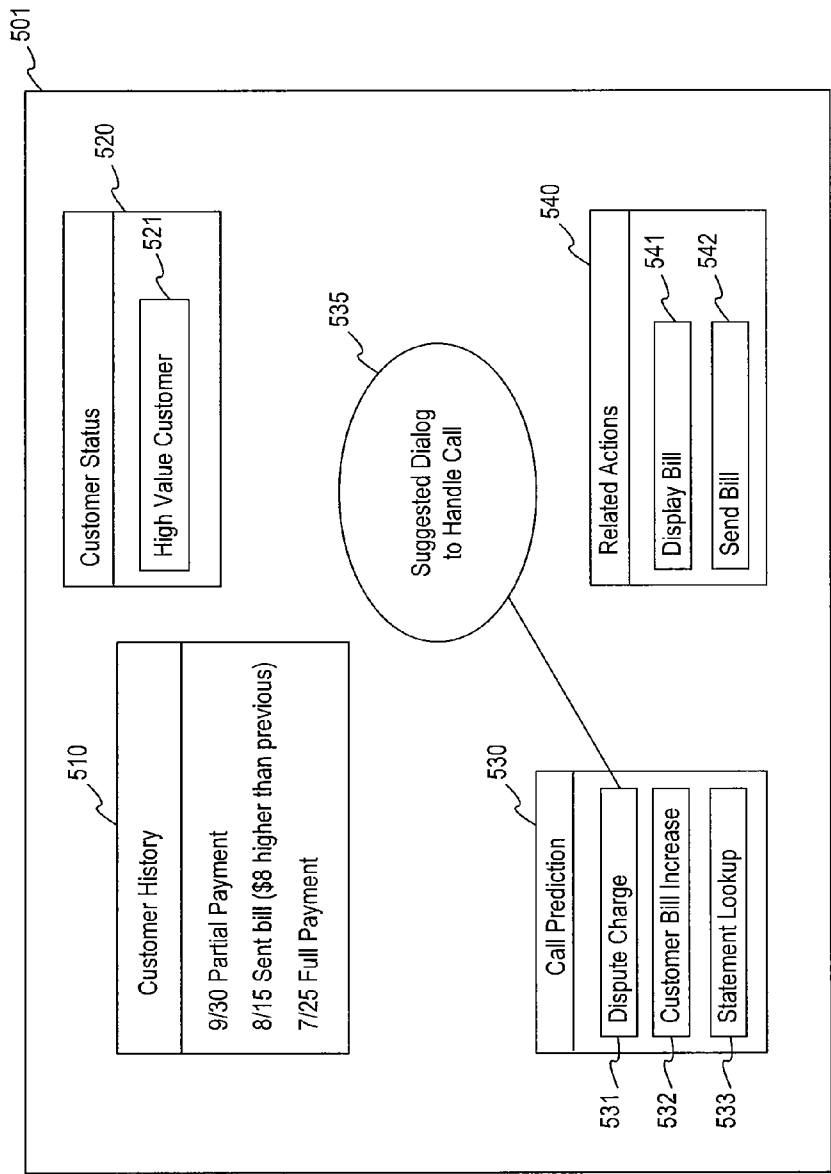 501
510
Customer History
9/30 Partial Payment
8/15 Sent bill ($8 higher than previous)
7/25 Full Payment
520
Customer Status
521
High Value Customer
535
Suggested Dialog
to Handle Call
530
Call Prediction
531
Dispute Charge
532
Customer Bill Increase
533
Statement Lookup
540
Related Actions
541
Display Bill
542
Send Bill